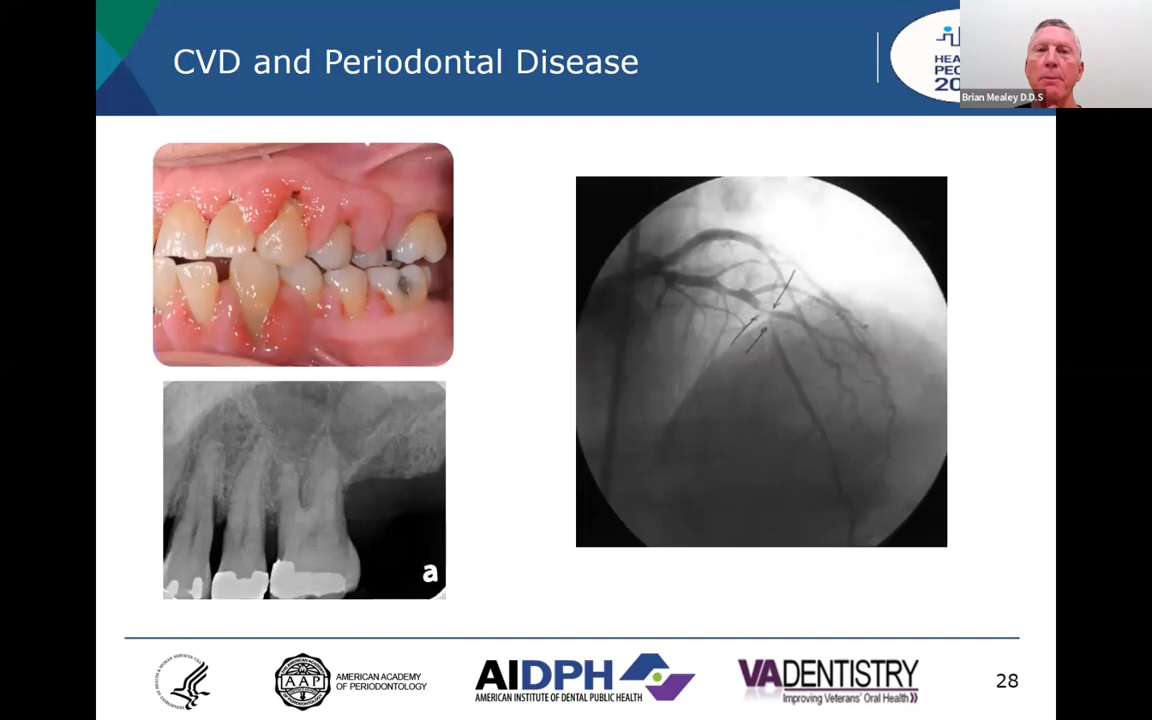 CVD and Periodontal Disease
Brian Mealey D.D.S
a
AAP
AMERICAN ACADEMY
OF PERIODONTOLOGY
AIDPH
AMERICAN INSTITUTE OF DENTAL PUBLIC HEALTH
VADENTISTRY
Improving Veterans' Oral Health
28